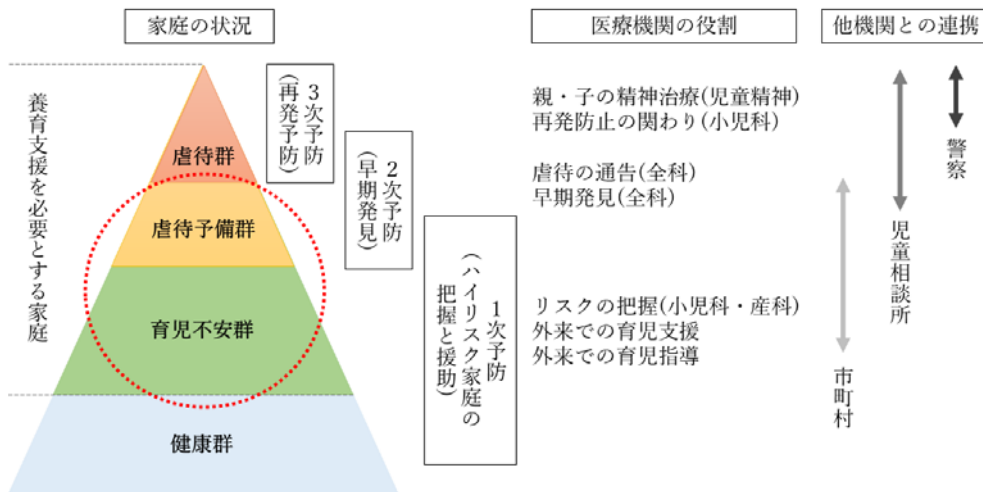 家庭の状況
医療機関の役割
他機関との連携
養育支援を必要とする家庭
虐待群
虐待予備群
育児不安群
健康群
3次予防
(再発予防)
2次予防
(早期発見)
1次予防
(ハイリスク家庭の
把握と援助)
親・子の精神治療(児童精神)
再発防止の関わり(小児科)
虐待の通告(全科)
早期発見(全科)
リスクの把握(小児科・産科)
外来での育児支援
外来での育児指導
市町村
児童相談所
警察